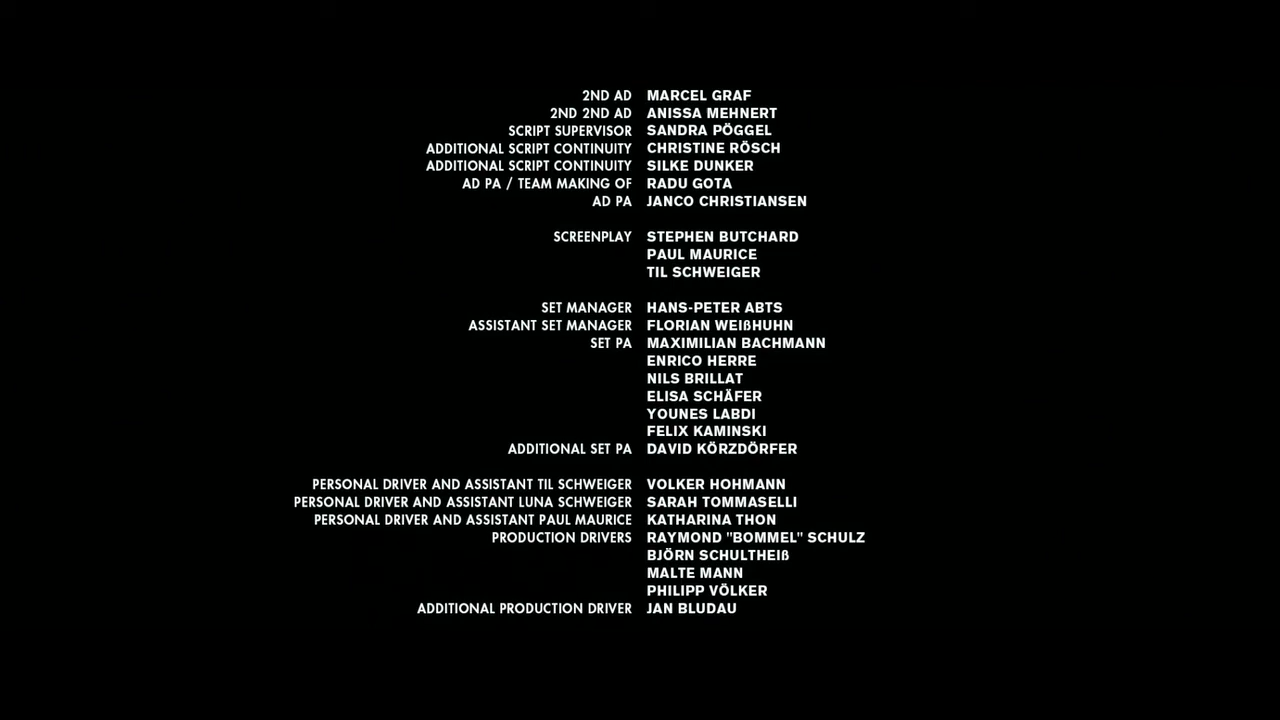 2ND AD MARCEL GRAF
2ND 2ND AD ANISSA MEHNERT
SCRIPT SUPERVISOR SANDRA PÖGGEL
ADDITIONAL SCRIPT CONTINUITY CHRISTINE RÖSCH
ADDITIONAL SCRIPT CONTINUITY SILKE DUNKER
AD PA / TEAM MAKING OF RADU GOTA
AD PA JANCO CHRISTIANSEN
SCREENPLAY STEPHEN BUTCHARD
PAUL MAURICE
TIL SCHWEIGER
SET MANAGER HANS-PETER ABTS
ASSISTANT SET MANAGER FLORIAN WEIßHUHN
SET PA MAXIMILIAN BACHMANN
ENRICO HERRE
NILS BRILLAT
ELISA SCHÄFER
YOUNES LABDI
FELIX KAMINSKI
ADDITIONAL SET PA DAVID KÖRZDÖRFER
PERSONAL DRIVER AND ASSISTANT TIL SCHWEIGER VOLKER HOHMANN
PERSONAL DRIVER AND ASSISTANT LUNA SCHWEIGER SARAH TOMMASELLI
PERSONAL DRIVER AND ASSISTANT PAUL MAURICE KATHARINA THON
PRODUCTION DRIVERS RAYMOND "BOMMEL" SCHULZ
BJÖRN SCHULTHEIß
MALTE MANN
PHILIPP VÖLKER
ADDITIONAL PRODUCTION DRIVER JAN BLUDAU